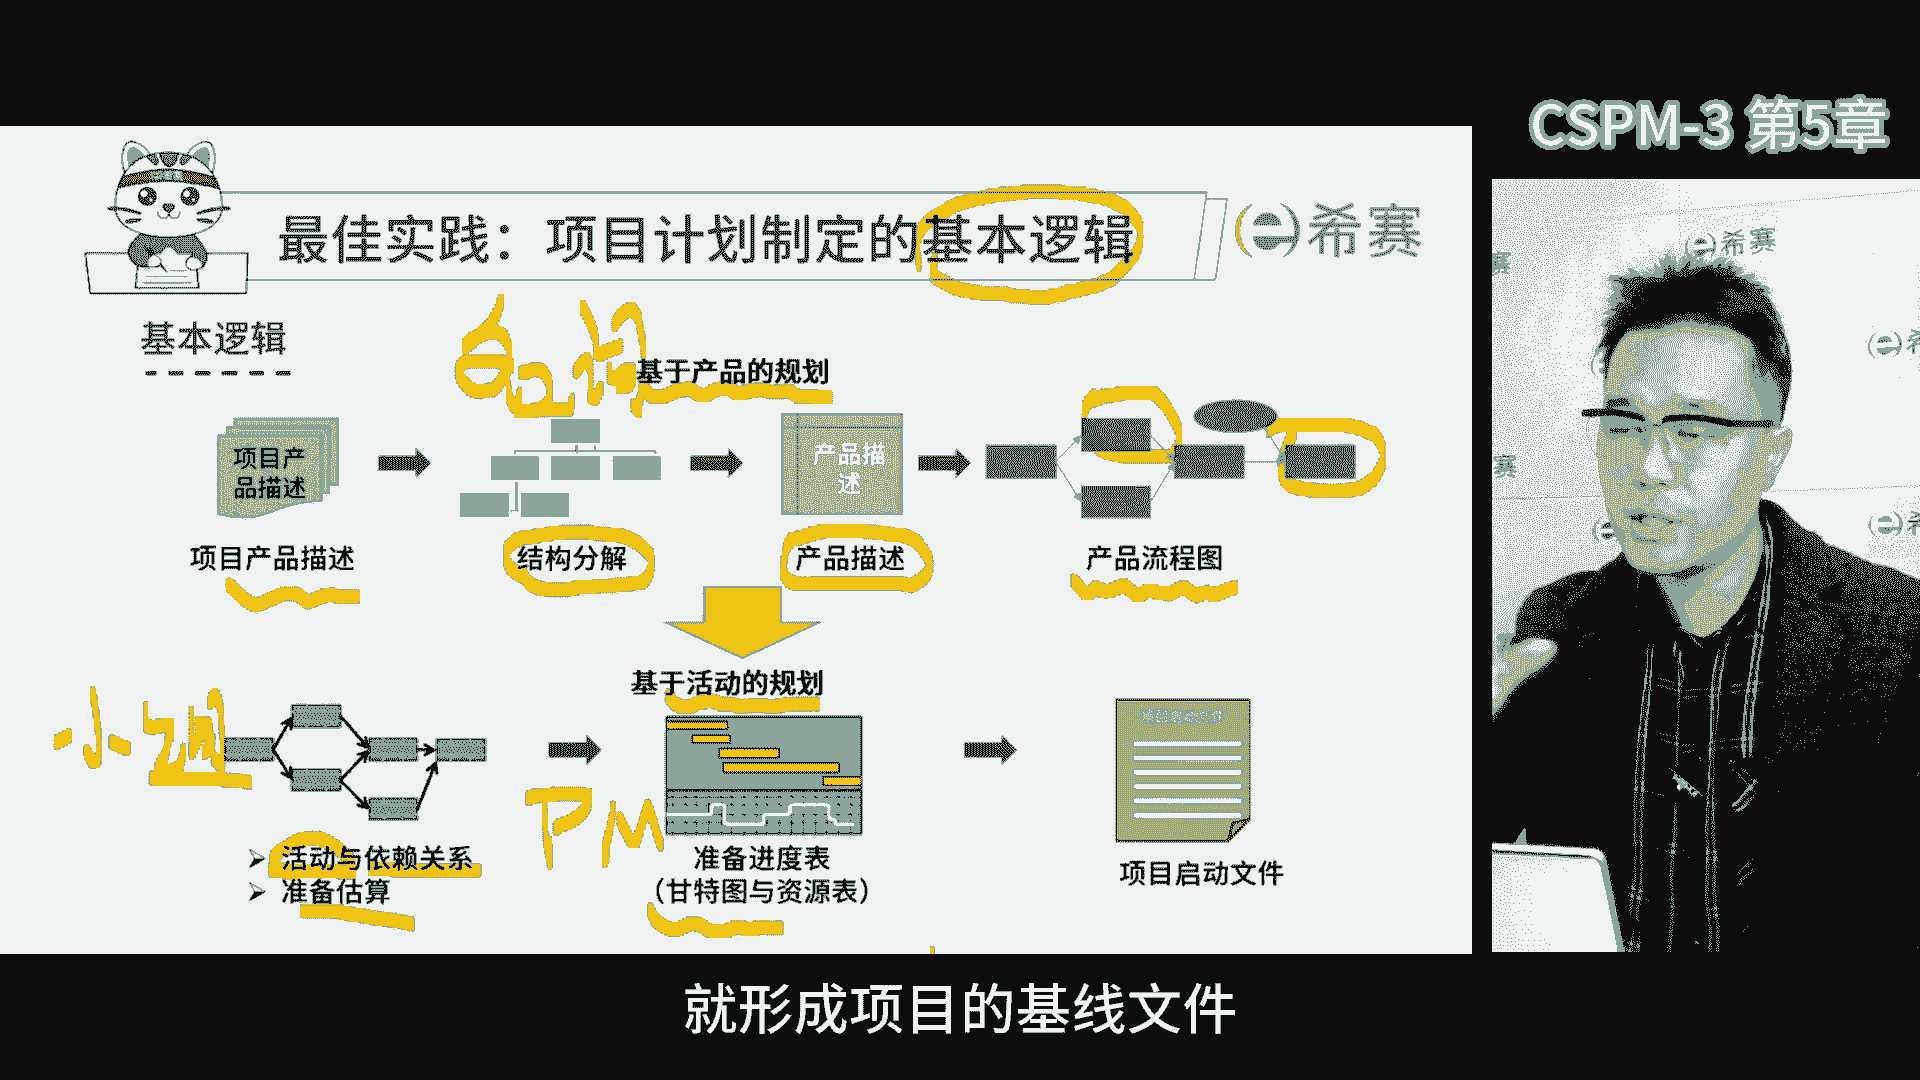 CSPM-3 第5章
最佳实践：项目计划制定的基本逻辑
希赛
希赛
基本逻辑
基于产品的规划
项目产
品描述
产品描
述
项目产品描述
结构分解
产品描述
产品流程图
基于活动的规划
小组
PM
➢ 活动与依赖关系
➢ 准备估算
准备进度表
（甘特图与资源表）
项目启动文件
就形成项目的基线文件